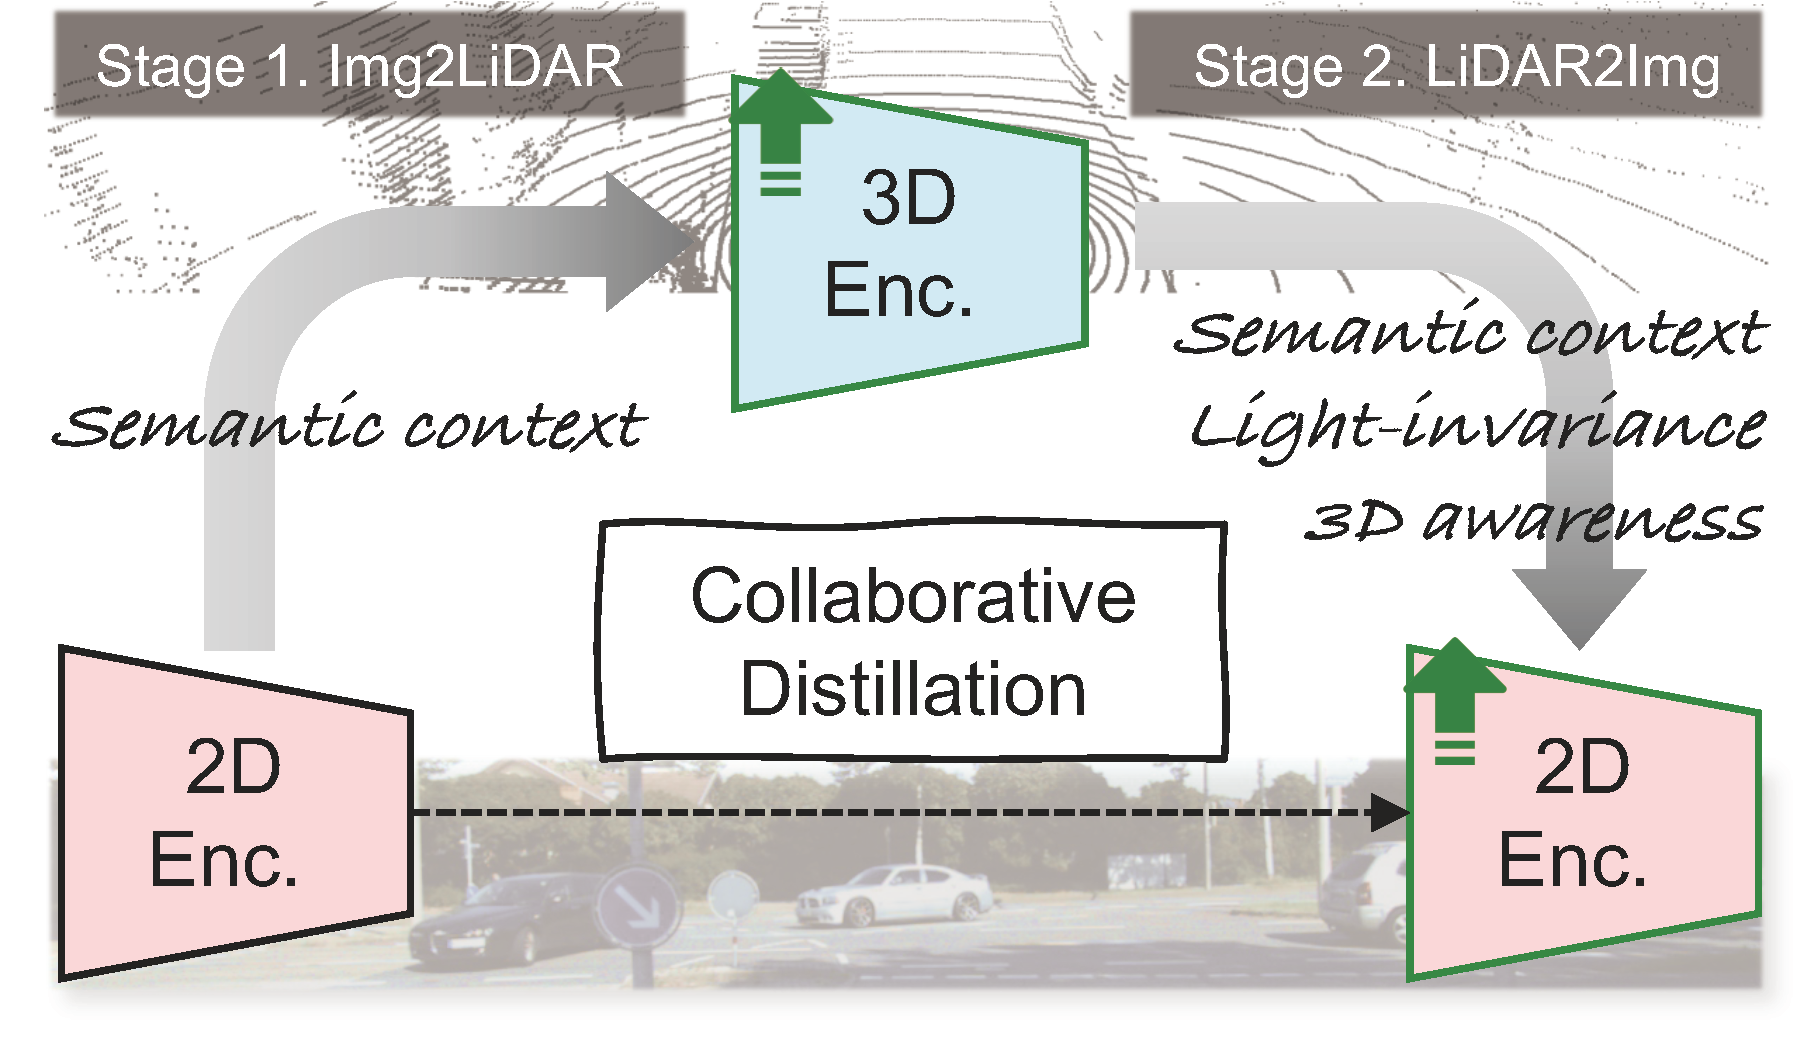 Stage 1. Img2LiDAR
Stage 2. LiDAR2Img
3D
Enc.
Semantic context
Semantic context
Light-invariance
3D awareness
Collaborative
Distillation
2D
Enc.
2D
Enc.